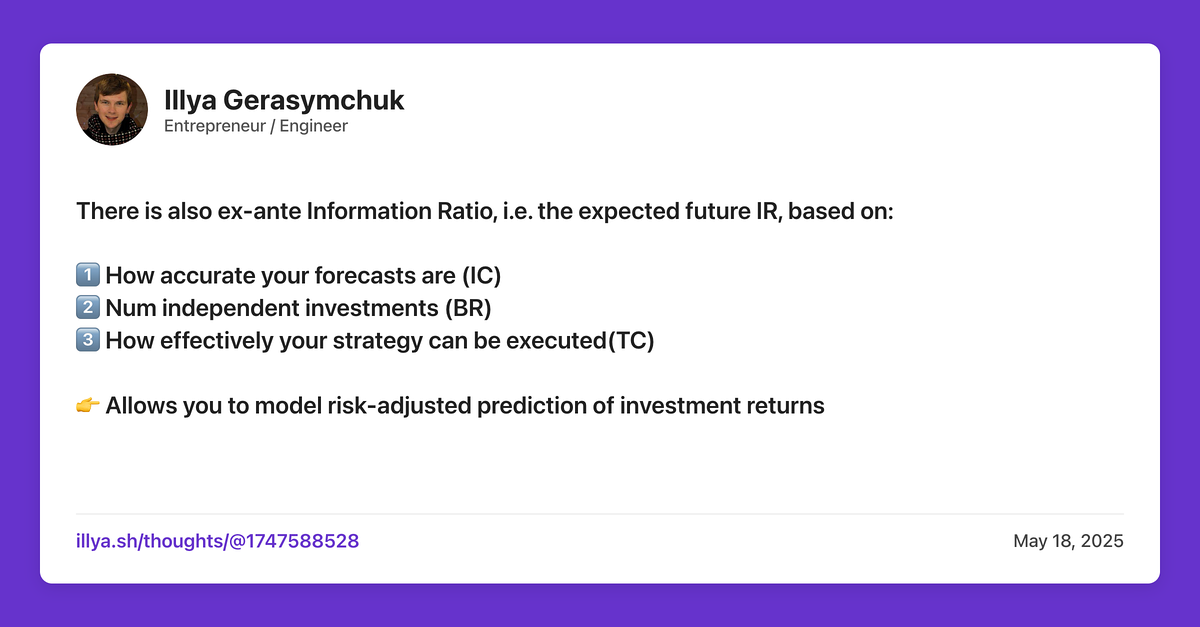 Illya Gerasymchuk
Entrepreneur / Engineer
There is also ex-ante Information Ratio, i.e. the expected future IR, based on:
1️⃣ How accurate your forecasts are (IC)
2️⃣ Num independent investments (BR)
3️⃣ How effectively your strategy can be executed(TC)
👉 Allows you to model risk-adjusted prediction of investment returns
illya.sh/thoughts/@1747588528
May 18, 2025